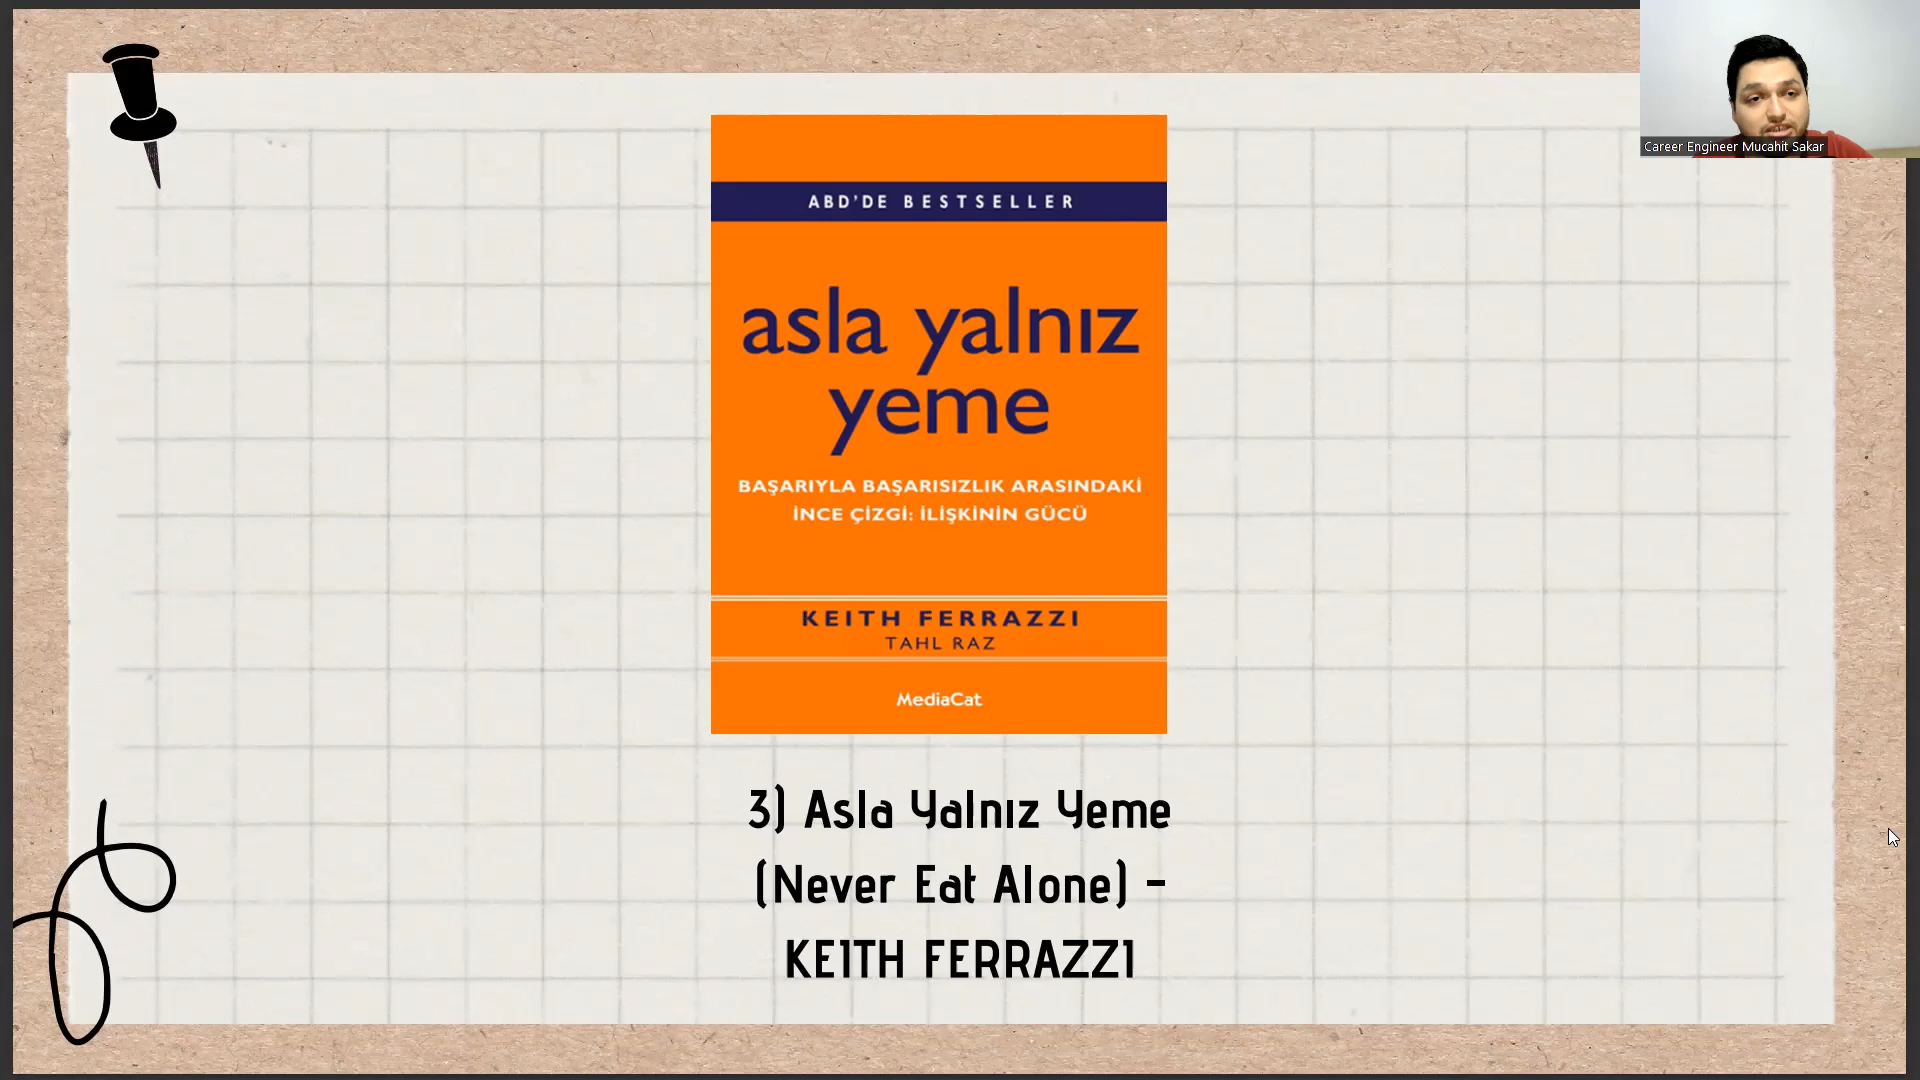 Career Engineer Mucahit Sakar
ABD'DE BESTSELLER
asla yalnız
yeme
BAŞARIYLA BAŞARISIZLIK ARASINDAKİ
İNCE ÇİZGİ: İLİŞKİNİN GÜCÜ
KEITH FERRAZZI
TAHL RAZ
MediaCat
3) Asla Yalnız Yeme
(Never Eat Alone) -
KEITH FERRAZZI